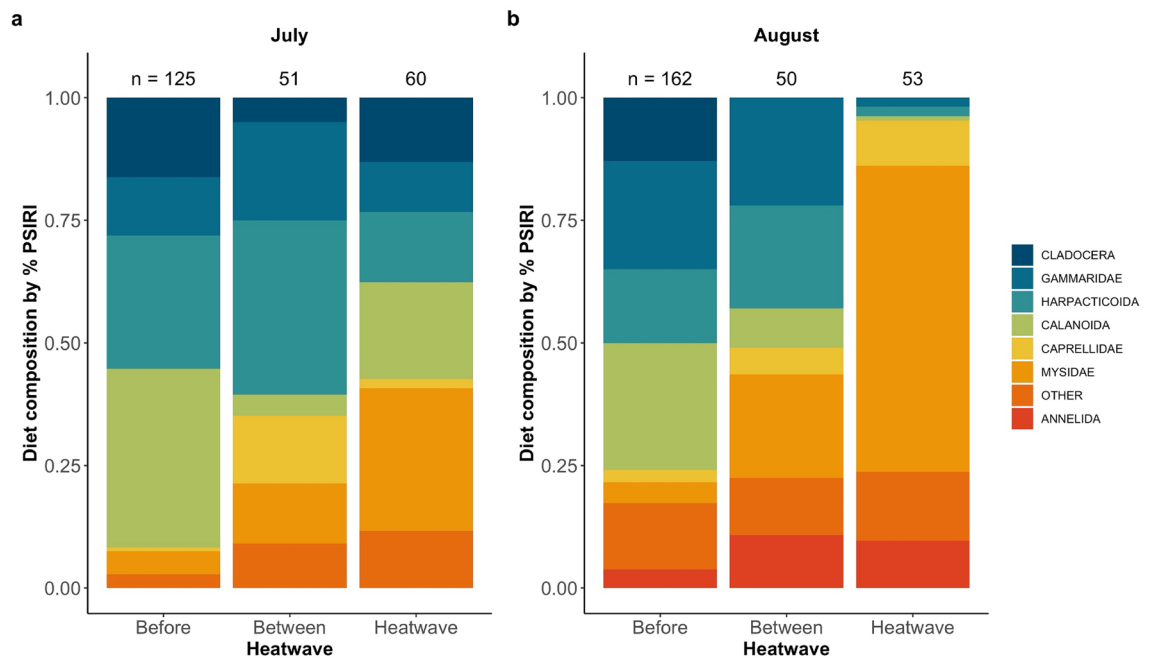 a
July
n = 125 51 60
1.00
0.75
0.50
0.25
0.00
Diet composition by % PSIRI
Before Between Heatwave
Heatwave
b
August
n = 162 50 53
1.00
0.75
0.50
0.25
0.00
Diet composition by % PSIRI
Before Between Heatwave
Heatwave
CLADOCERA
GAMMARIDAE
HARPACTICOIDA
CALANOIDA
CAPRELLIDAE
MYSIDAE
OTHER
ANNELIDA